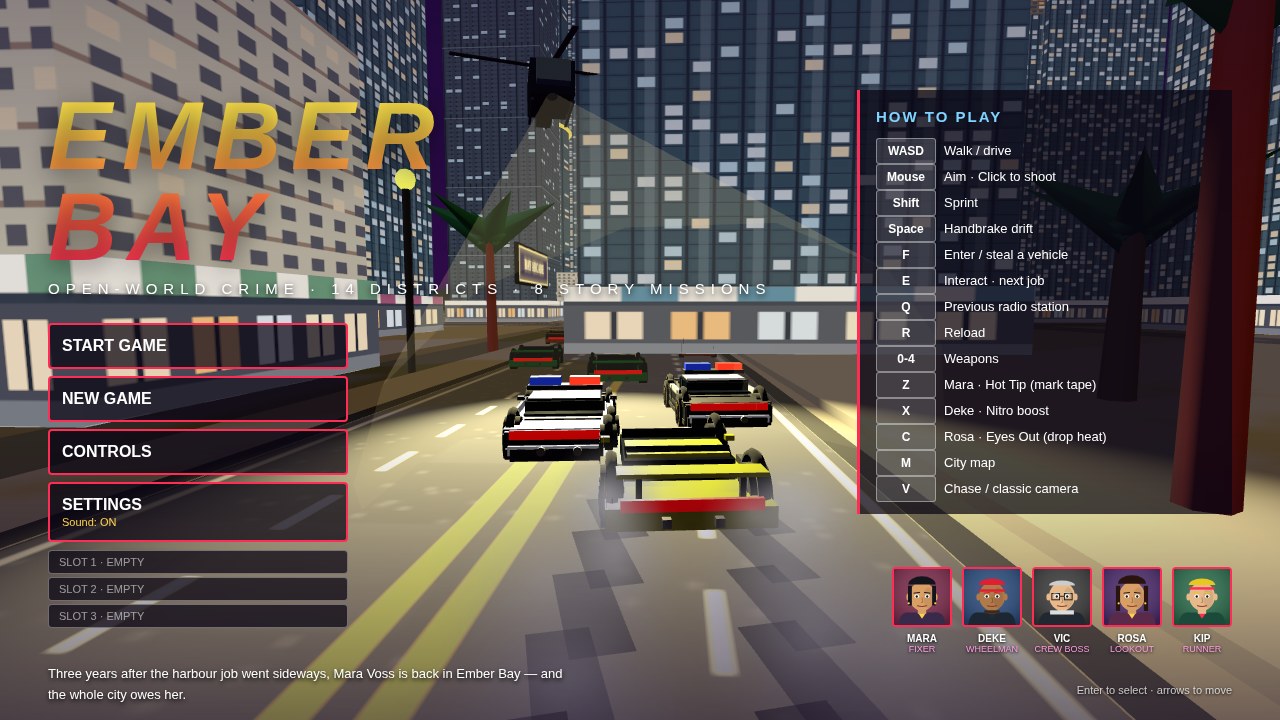 EMBER
BAY
OPEN-WORLD CRIME · 14 DISTRICTS · 8 STORY MISSIONS
START GAME
NEW GAME
CONTROLS
SETTINGS
Sound: ON
SLOT 1 · EMPTY
SLOT 2 · EMPTY
SLOT 3 · EMPTY
Three years after the harbour job went sideways, Mara Voss is back in Ember Bay — and
the whole city owes her.
HOW TO PLAY
WASD Walk / drive
Mouse Aim · Click to shoot
Shift Sprint
Space Handbrake drift
F Enter / steal a vehicle
E Interact · next job
Q Previous radio station
R Reload
0-4 Weapons
Z Mara · Hot Tip (mark tape)
X Deke · Nitro boost
C Rosa · Eyes Out (drop heat)
M City map
V Chase / classic camera
MARA DEKE VIC ROSA KIP
FIXER WHEELMAN CREW BOSS LOOKOUT RUNNER
Enter to select · arrows to move